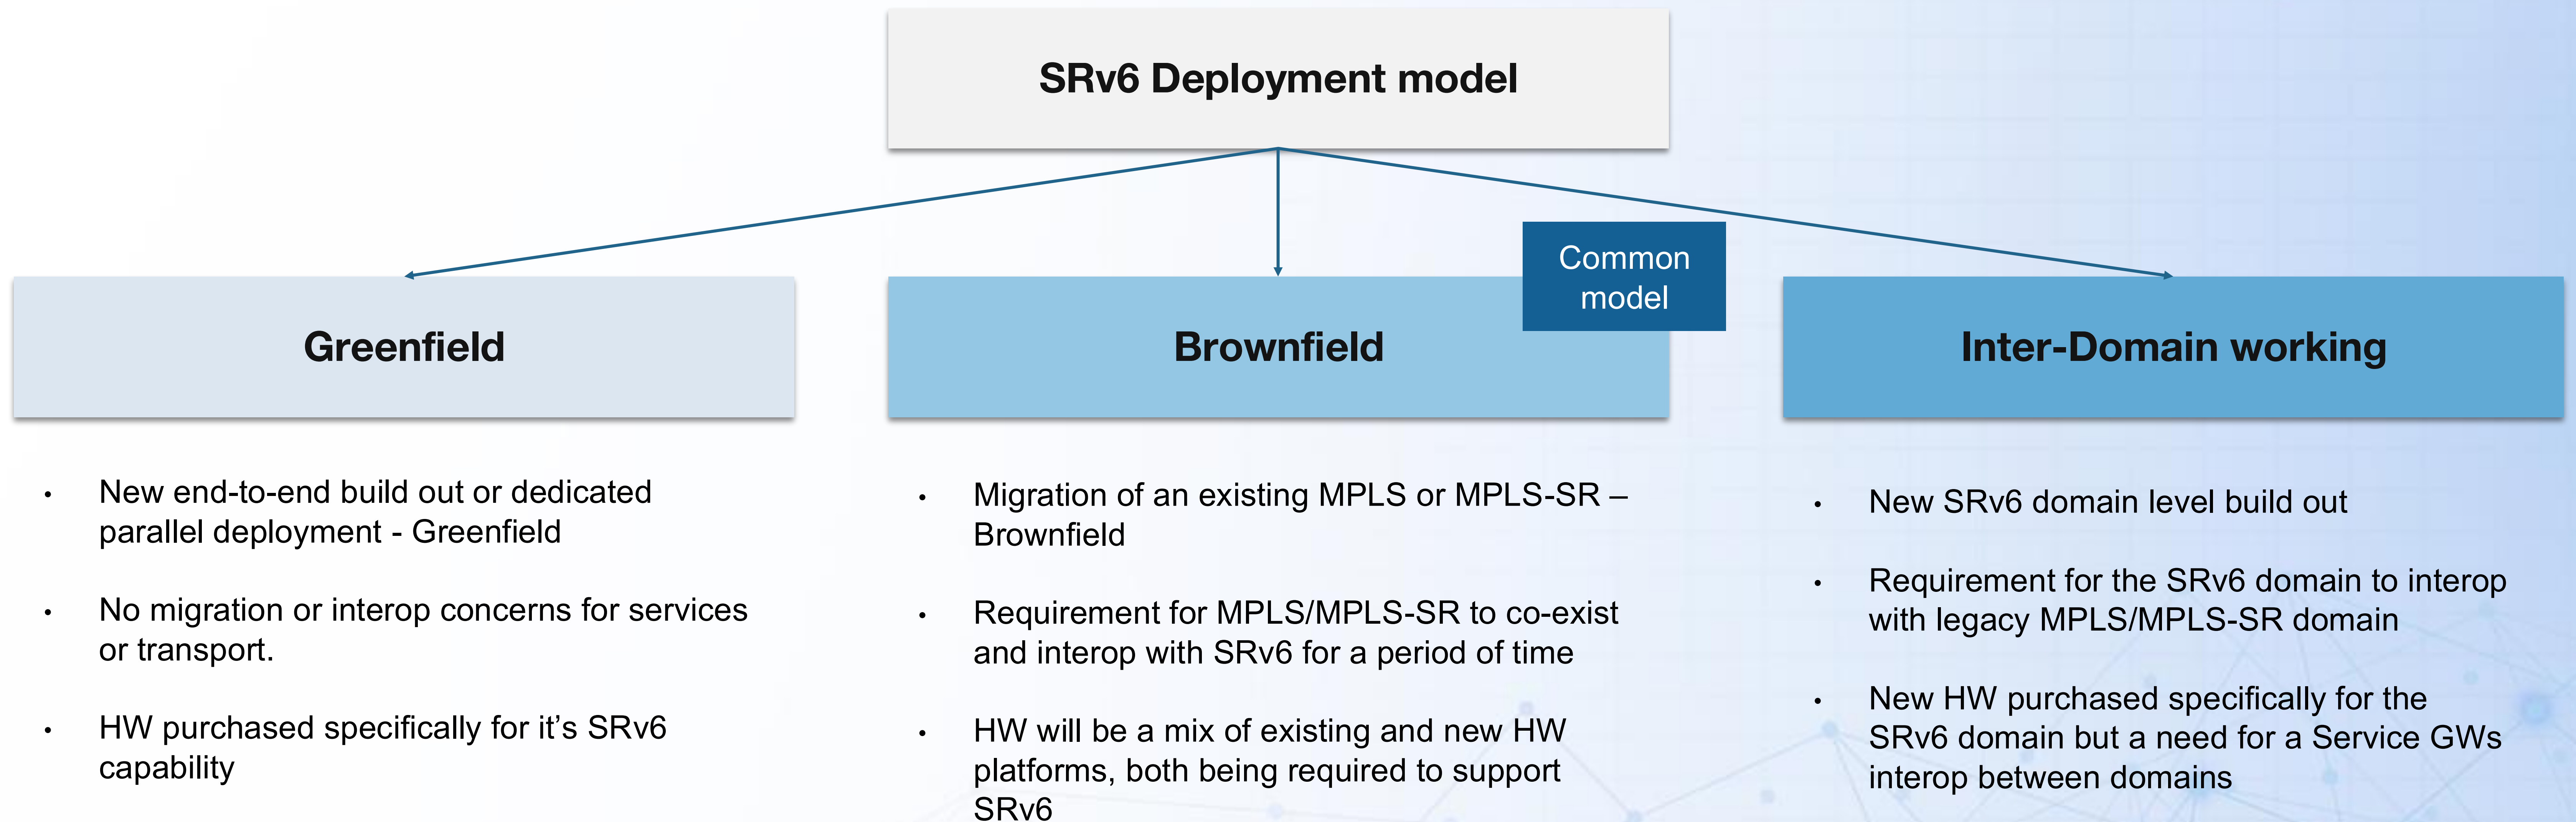 SRv6 Deployment model
Common
model
Greenfield
Brownfield
Inter-Domain working
• New end-to-end build out or dedicated
parallel deployment - Greenfield
• No migration or interop concerns for services
or transport.
• HW purchased specifically for it’s SRv6
capability
• Migration of an existing MPLS or MPLS-SR –
Brownfield
• Requirement for MPLS/MPLS-SR to co-exist
and interop with SRv6 for a period of time
• HW will be a mix of existing and new HW
platforms, both being required to support
SRv6
• New SRv6 domain level build out
• Requirement for the SRv6 domain to interop
with legacy MPLS/MPLS-SR domain
• New HW purchased specifically for the
SRv6 domain but a need for a Service GWs
interop between domains